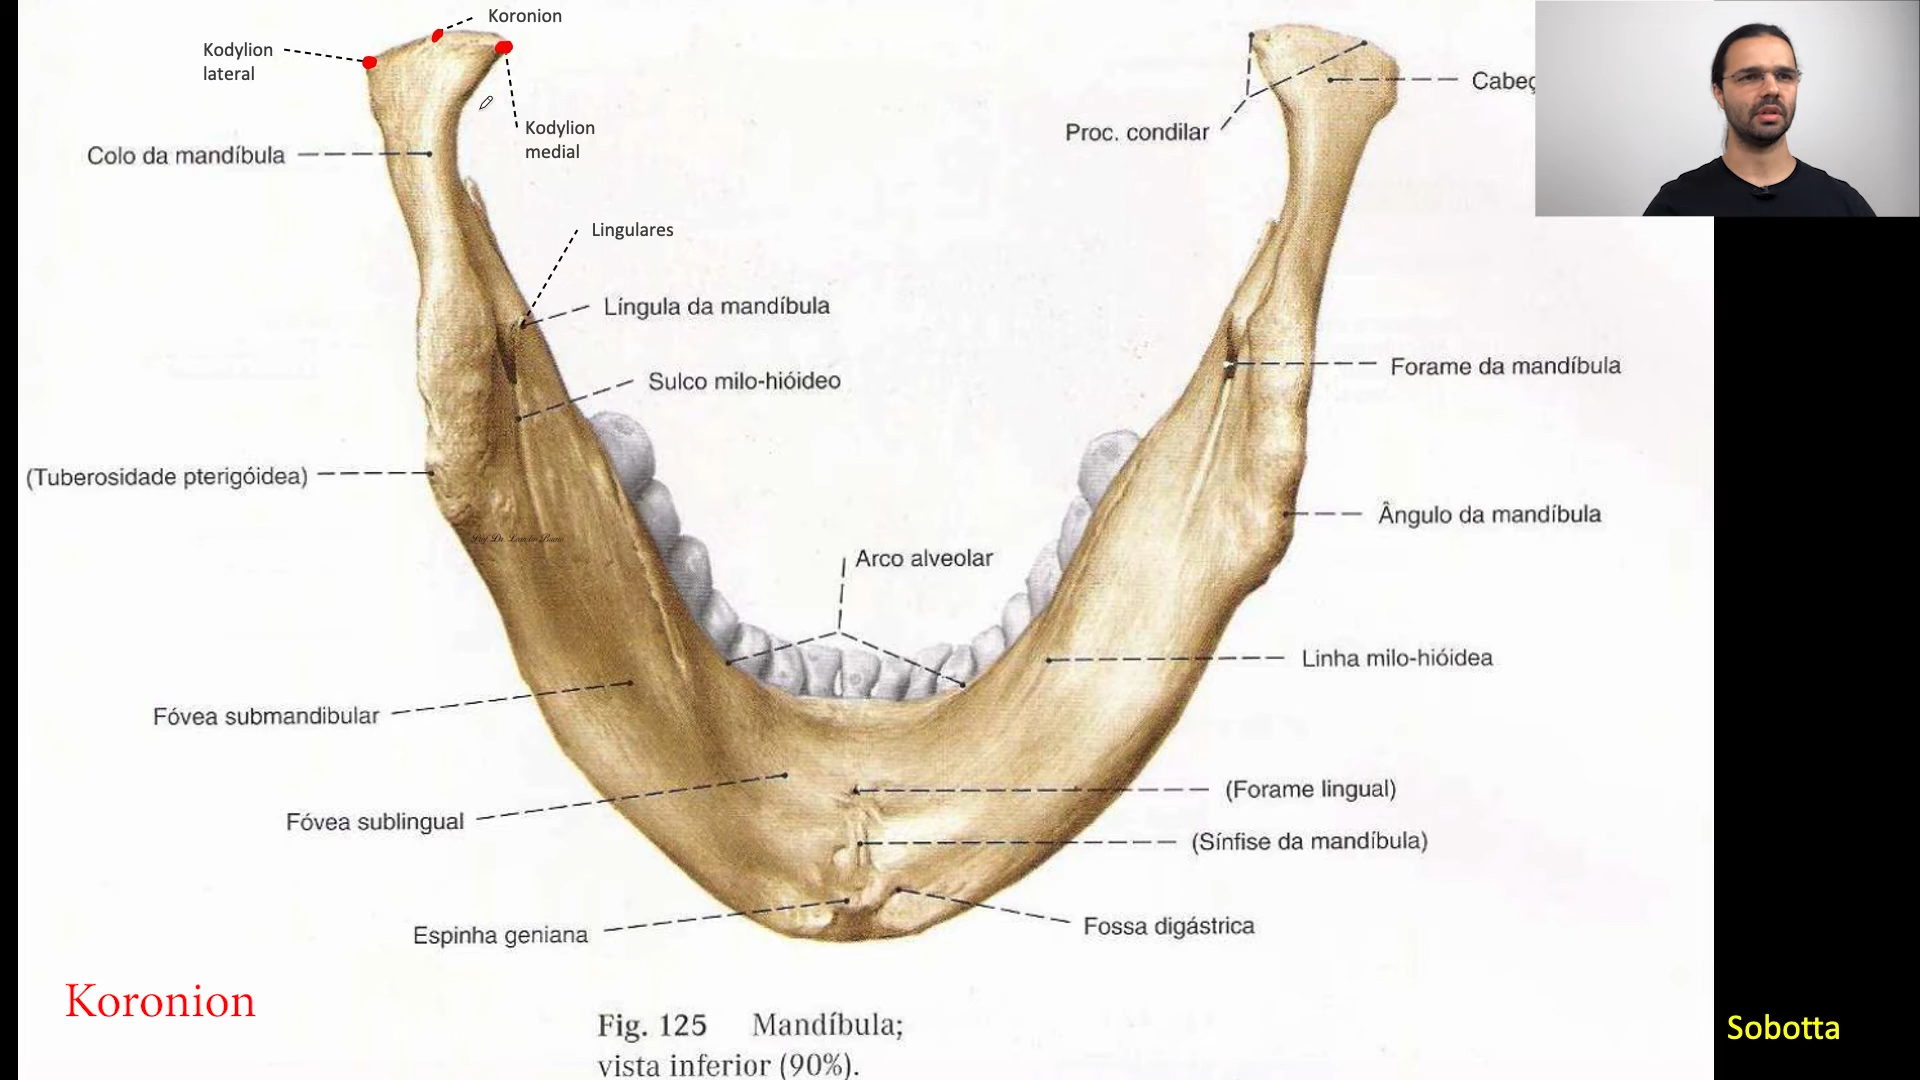 Koronion
Kodylion
lateral
Cabeç
Kodylion
medial
Proc. condilar
Colo da mandíbula
Lingulares
Língula da mandíbula
Forame da mandíbula
Sulco milo-hióideo
(Tuberosidade pterigóidea)
Ângulo da mandíbula
Arco alveolar
Linha milo-hióidea
Fóvea submandibular
(Forame lingual)
Fóvea sublingual
(Sínfise da mandíbula)
Fossa digástrica
Espinha geniana
Koronion
Fig. 125 Mandíbula;
vista inferior (90%).
Sobotta